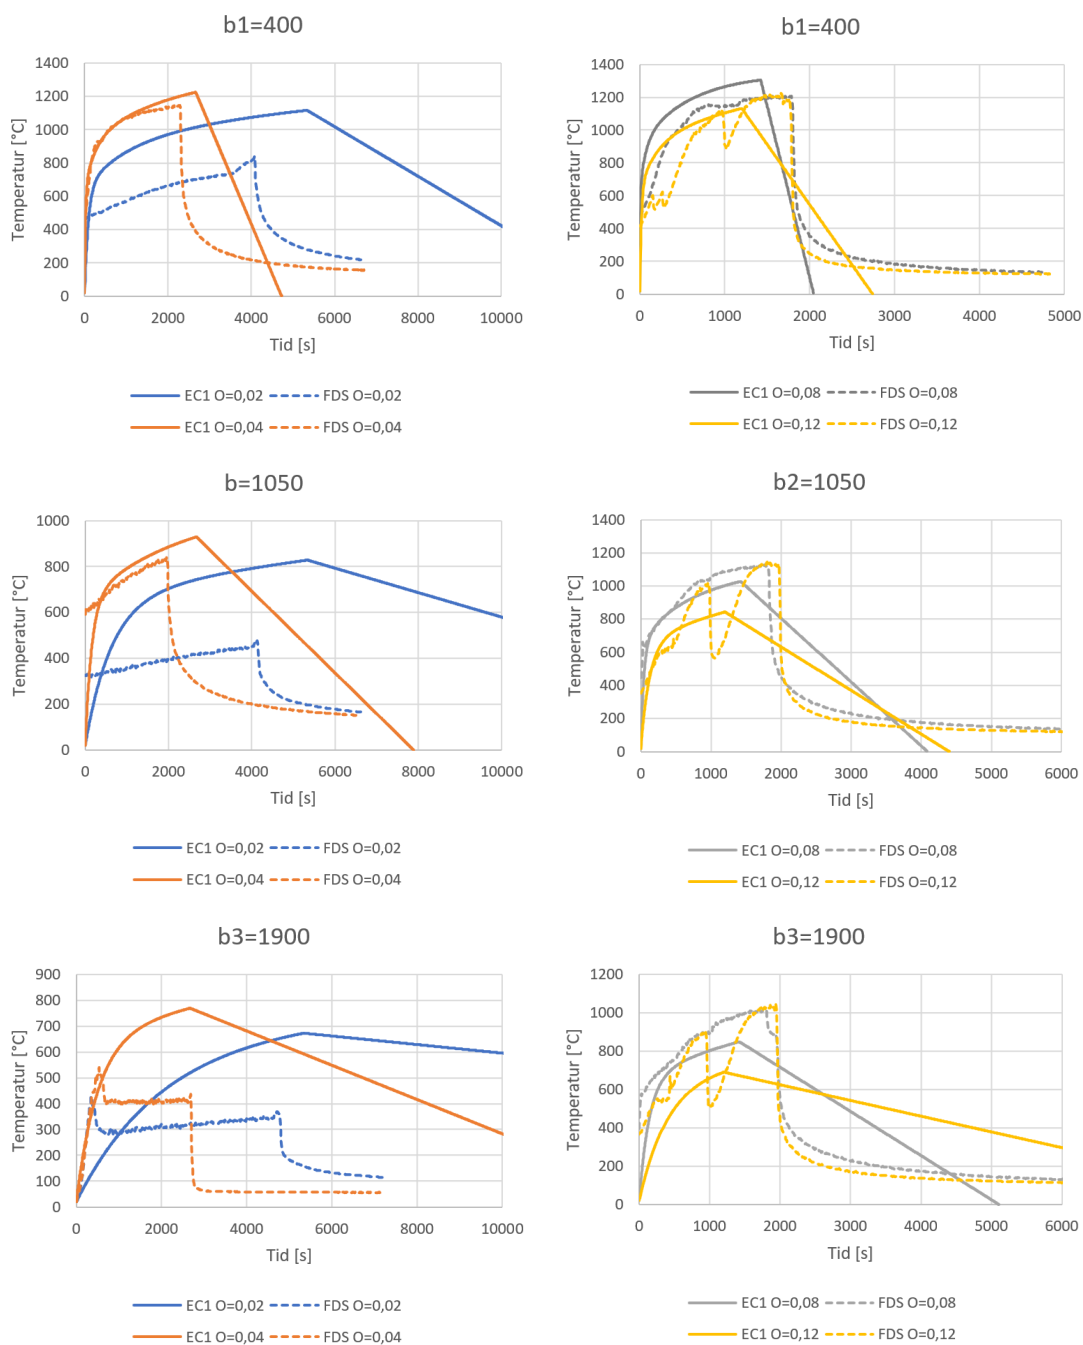 b1=400
1400
1200
1000
800
600
400
200
0
Temperatur [°C]
0 2000 4000 6000 8000 10000
Tid [s]
EC1 O=0,02 FDS O=0,02
EC1 O=0,04 FDS O=0,04
b1=400
1400
1200
1000
800
600
400
200
0
Temperatur [°C]
0 1000 2000 3000 4000 5000
Tid [s]
EC1 O=0,08 FDS O=0,08
EC1 O=0,12 FDS O=0,12
b=1050
1000
800
600
400
200
0
Temperatur [°C]
0 2000 4000 6000 8000 10000
Tid [s]
EC1 O=0,02 FDS O=0,02
EC1 O=0,04 FDS O=0,04
b2=1050
1400
1200
1000
800
600
400
200
0
Temperatur [°C]
0 1000 2000 3000 4000 5000 6000
Tid [s]
EC1 O=0,08 FDS O=0,08
EC1 O=0,12 FDS O=0,12
b3=1900
900
800
700
600
500
400
300
200
100
0
Temperatur [°C]
0 2000 4000 6000 8000 10000
Tid [s]
EC1 O=0,02 FDS O=0,02
EC1 O=0,04 FDS O=0,04
b3=1900
1200
1000
800
600
400
200
0
Temperatur [°C]
0 1000 2000 3000 4000 5000 6000
Tid [s]
EC1 O=0,08 FDS O=0,08
EC1 O=0,12 FDS O=0,12